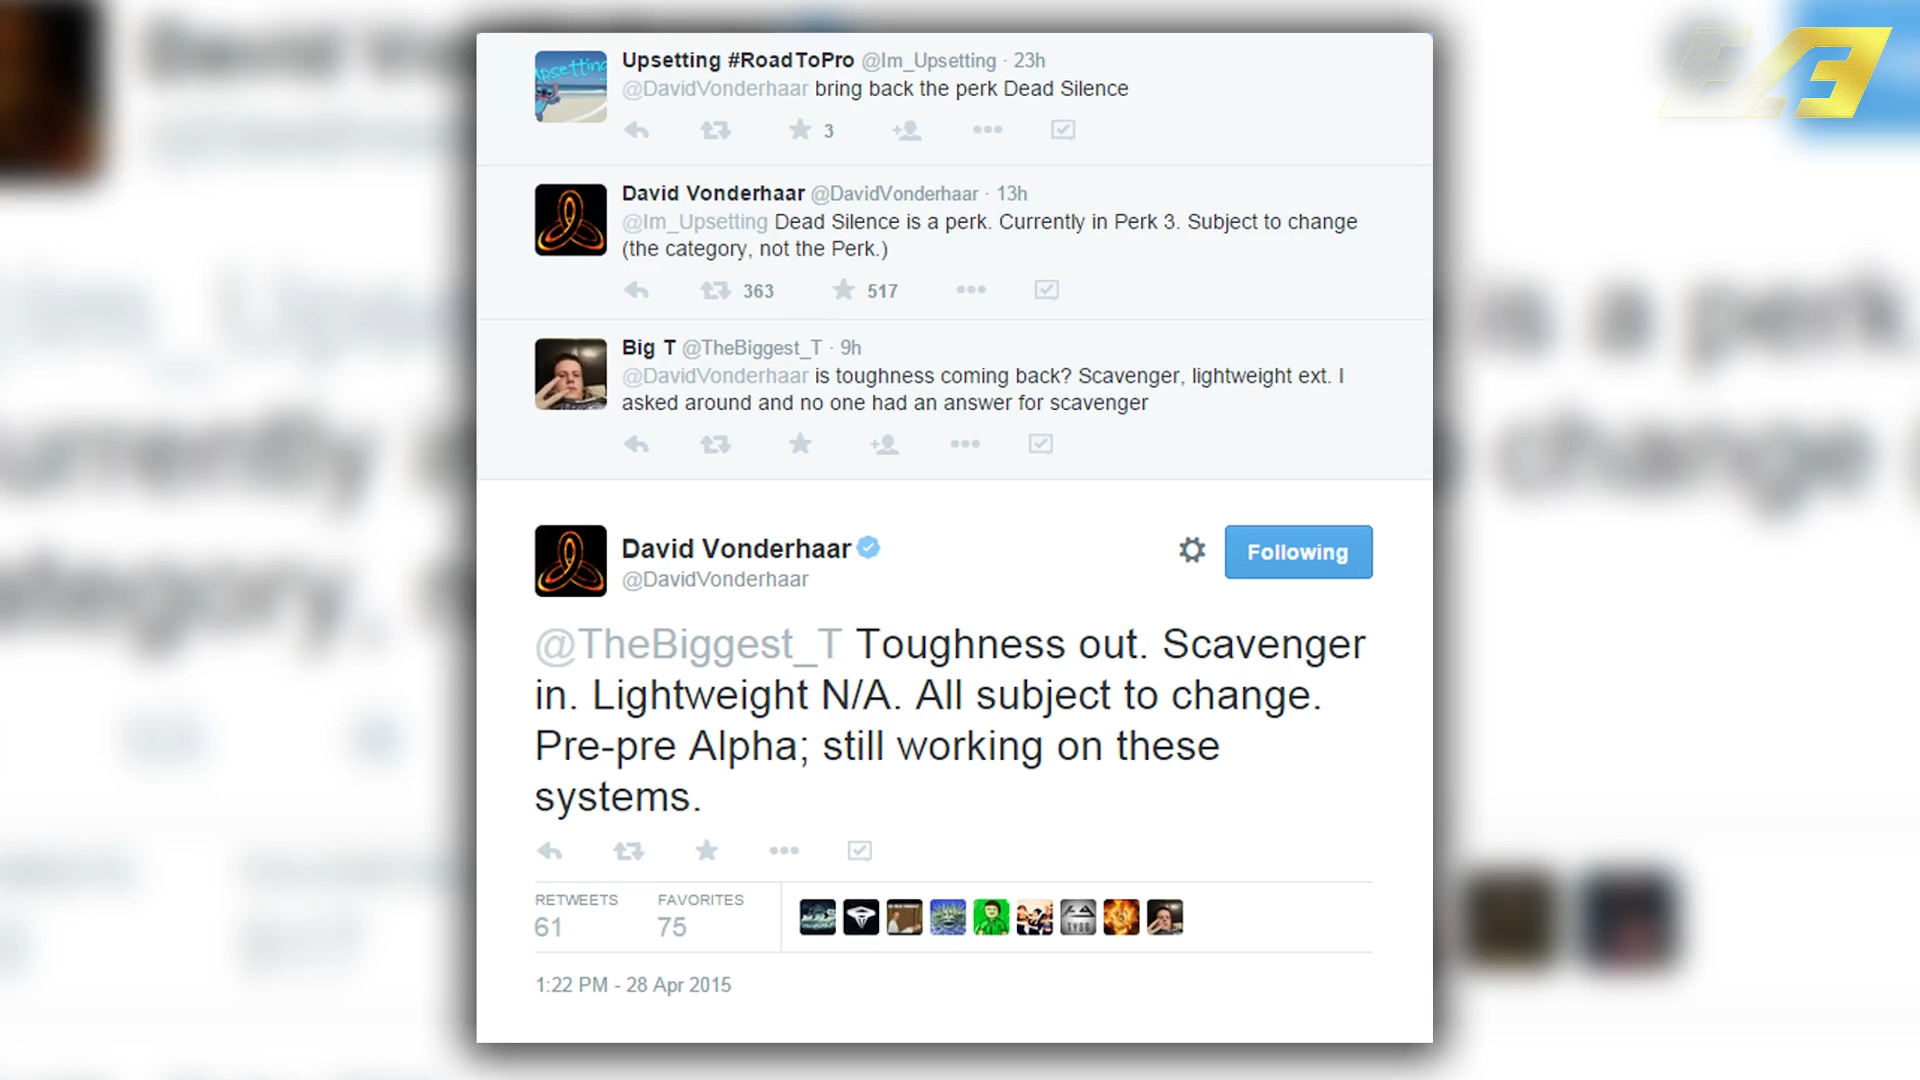 Upsetting #RoadToPro @Im_Upsetting · 23h
@DavidVonderhaar bring back the perk Dead Silence
3
David Vonderhaar @DavidVonderhaar · 13h
@Im_Upsetting Dead Silence is a perk. Currently in Perk 3. Subject to change
(the category, not the Perk.)
363 517
Big T @TheBiggest_T · 9h
@DavidVonderhaar is toughness coming back? Scavenger, lightweight ext. I
asked around and no one had an answer for scavenger
David Vonderhaar
Following
@DavidVonderhaar
@TheBiggest_T Toughness out. Scavenger
in. Lightweight N/A. All subject to change.
Pre-pre Alpha; still working on these
systems.
RETWEETS FAVORITES
61 75
1:22 PM - 28 Apr 2015